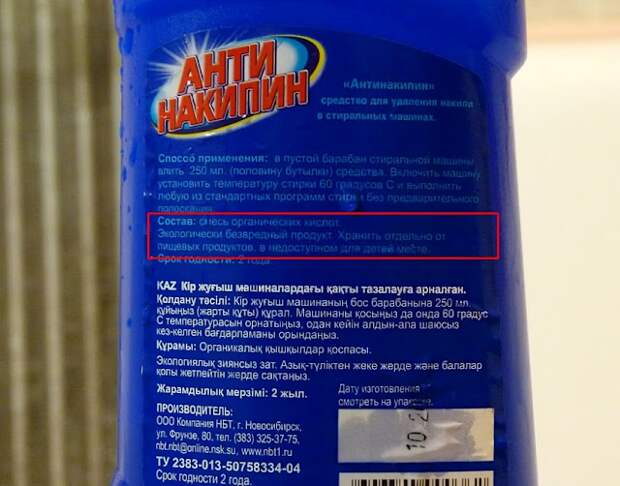 АНТИ
НАКИПИН
«Антинакипин»
средство для удаления накипи
в стиральных машинах.
Способ применения: в пустой барабан стиральной машины
влить 250 мл. (половину бутылки) средства. Включить машину
установить температуру стирки 60 градусов С и выполнить
любую из стандартных программ стирки без предварительного
полоскания.
Состав: смесь органических кислот.
Экологически безвредный продукт. Хранить отдельно от
пищевых продуктов, в недоступном для детей месте.
Срок годности: 2 года.
KAZ Кір жуғыш машиналардағы қақты тазалауға арналған.
Қолдану тәсілі: Кір жуғыш машинаның бос барабанына 250 мл.
құйыңыз (жарты құты) құрал. Машинаны қосыңыз да онда 60 градус
С температурасын орнатыңыз, одан кейін алдын-ала шаюсыз
кез-келген бағдарламаны орындаңыз.
Құрамы: Органикалық қышқылдар қоспасы.
Экологиялық зиянсыз зат. Азық-түліктен жеке жерде және балалар
қолы жетпейтін жерде сақтаңыз.
Жарамдылық мерзімі: 2 жыл.
ПРОИЗВОДИТЕЛЬ:
ООО Компания НБТ, г. Новосибирск,
ул. Фрунзе, 80, тел. (383) 325-37-75,
nbt.nbt@online.nsk.su, www.nbt1.ru
ТУ 2383-013-50758334-04
Срок годности 2 года.
Дату изготовления
смотреть на упаковке.
10 2